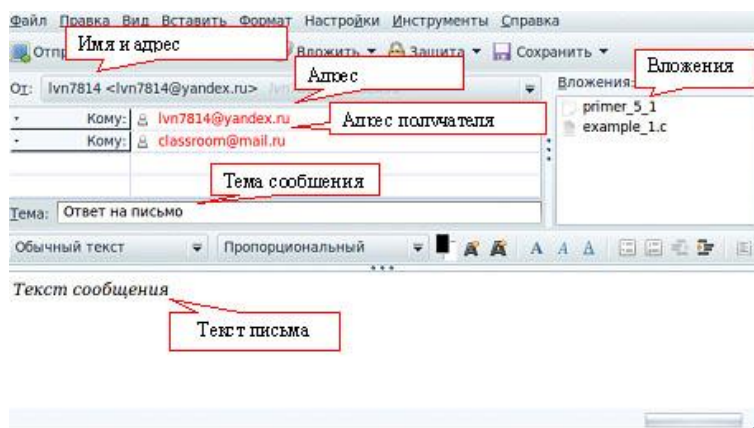 Файл Правка Вид Вставить Формат Настройки Инструменты Справка
Отпр Имя и адрес Вложить Защита Сохранить
Вложения
От: lvn7814 <lvn7814@yandex.ru> Адрес Вложения:
Кому: lvn7814@yandex.ru Адрес получателя primer_5_1
Кому: classroom@mail.ru example_1.c
Тема сообщения
Тема: Ответ на письмо
Обычный текст Пропорциональный
Текст сообщения
Текст письма